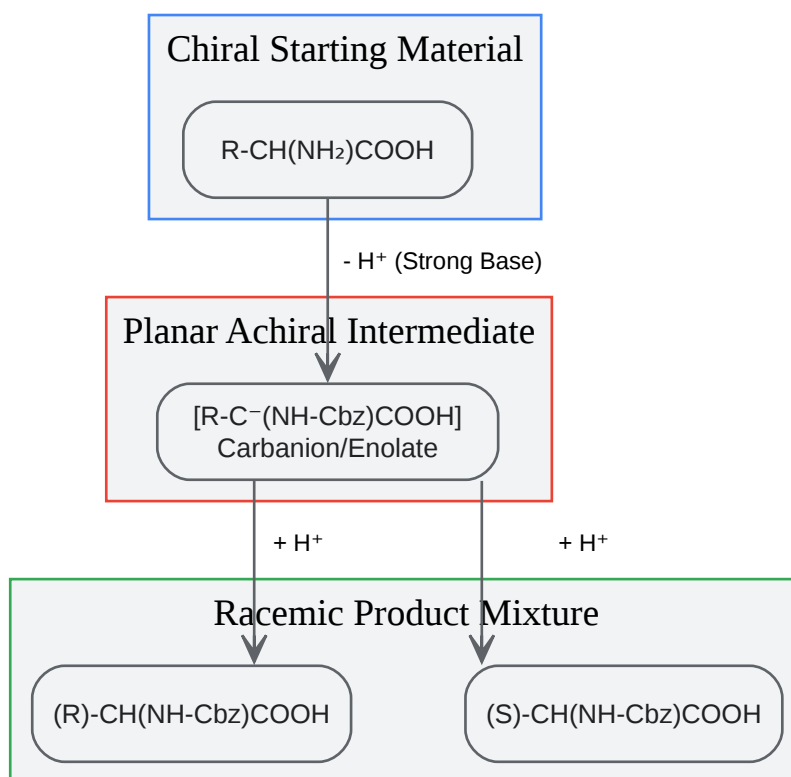 Chiral Starting Material
R-CH(NH₂)COOH
- H⁺ (Strong Base)
Planar Achiral Intermediate
[R-C⁻(NH-Cbz)COOH]
Carbanion/Enolate
+ H⁺
+ H⁺
Racemic Product Mixture
(R)-CH(NH-Cbz)COOH
(S)-CH(NH-Cbz)COOH